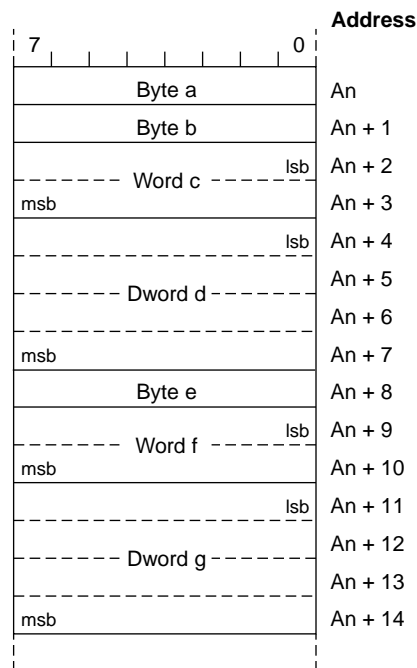 Address
7 0
Byte a An
Byte b An + 1
lsb An + 2
Word c
msb An + 3
lsb An + 4
An + 5
Dword d
An + 6
msb An + 7
Byte e An + 8
lsb An + 9
Word f
msb An + 10
lsb An + 11
An + 12
Dword g
An + 13
msb An + 14